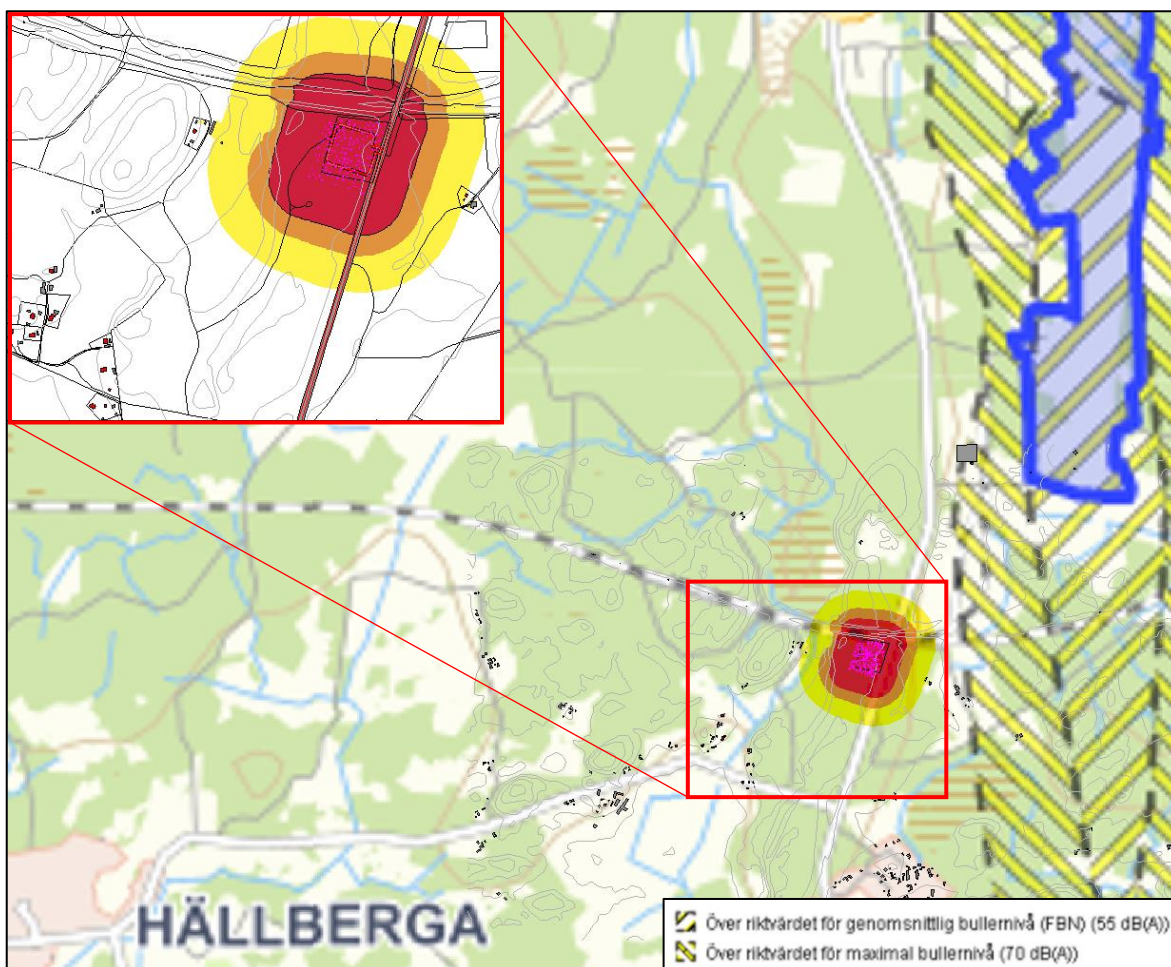 HÄLLBERGA
Över riktvärdet för genomsnittlig bullernivå (FBN) (55 dB(A))
Över riktvärdet för maximal bullernivå (70 dB(A))